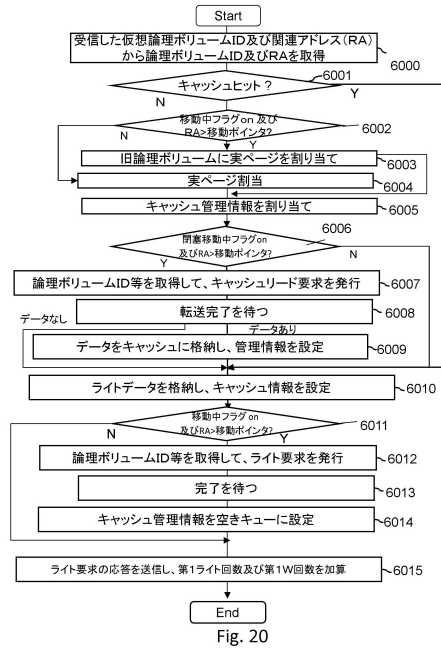 Start
受信した仮想論理ボリュームID及び関連アドレス(RA)
から論理ボリュームID及びRAを取得
6000
キャッシュヒット?
6001
N
Y
移動中フラグon 及び
RA>移動ポインタ?
6002
N
Y
旧論理ボリュームに実ページを割り当て
6003
実ページ割当
6004
キャッシュ管理情報を割り当て
6005
6006
閉塞移動中フラグon
及びRA>移動ポインタ?
N
Y
論理ボリュームID等を取得して、キャッシュリード要求を発行
6007
転送完了を待つ
6008
データなし
データあり
データをキャッシュに格納し、管理情報を設定
6009
ライトデータを格納し、キャッシュ情報を設定
6010
移動中フラグon
及びRA>移動ポインタ?
6011
N
Y
論理ボリュームID等を取得して、ライト要求を発行
6012
完了を待つ
6013
キャッシュ管理情報を空きキューに設定
6014
ライト要求の応答を送信し、第1ライト回数及び第1W回数を加算
6015
End
Fig. 20